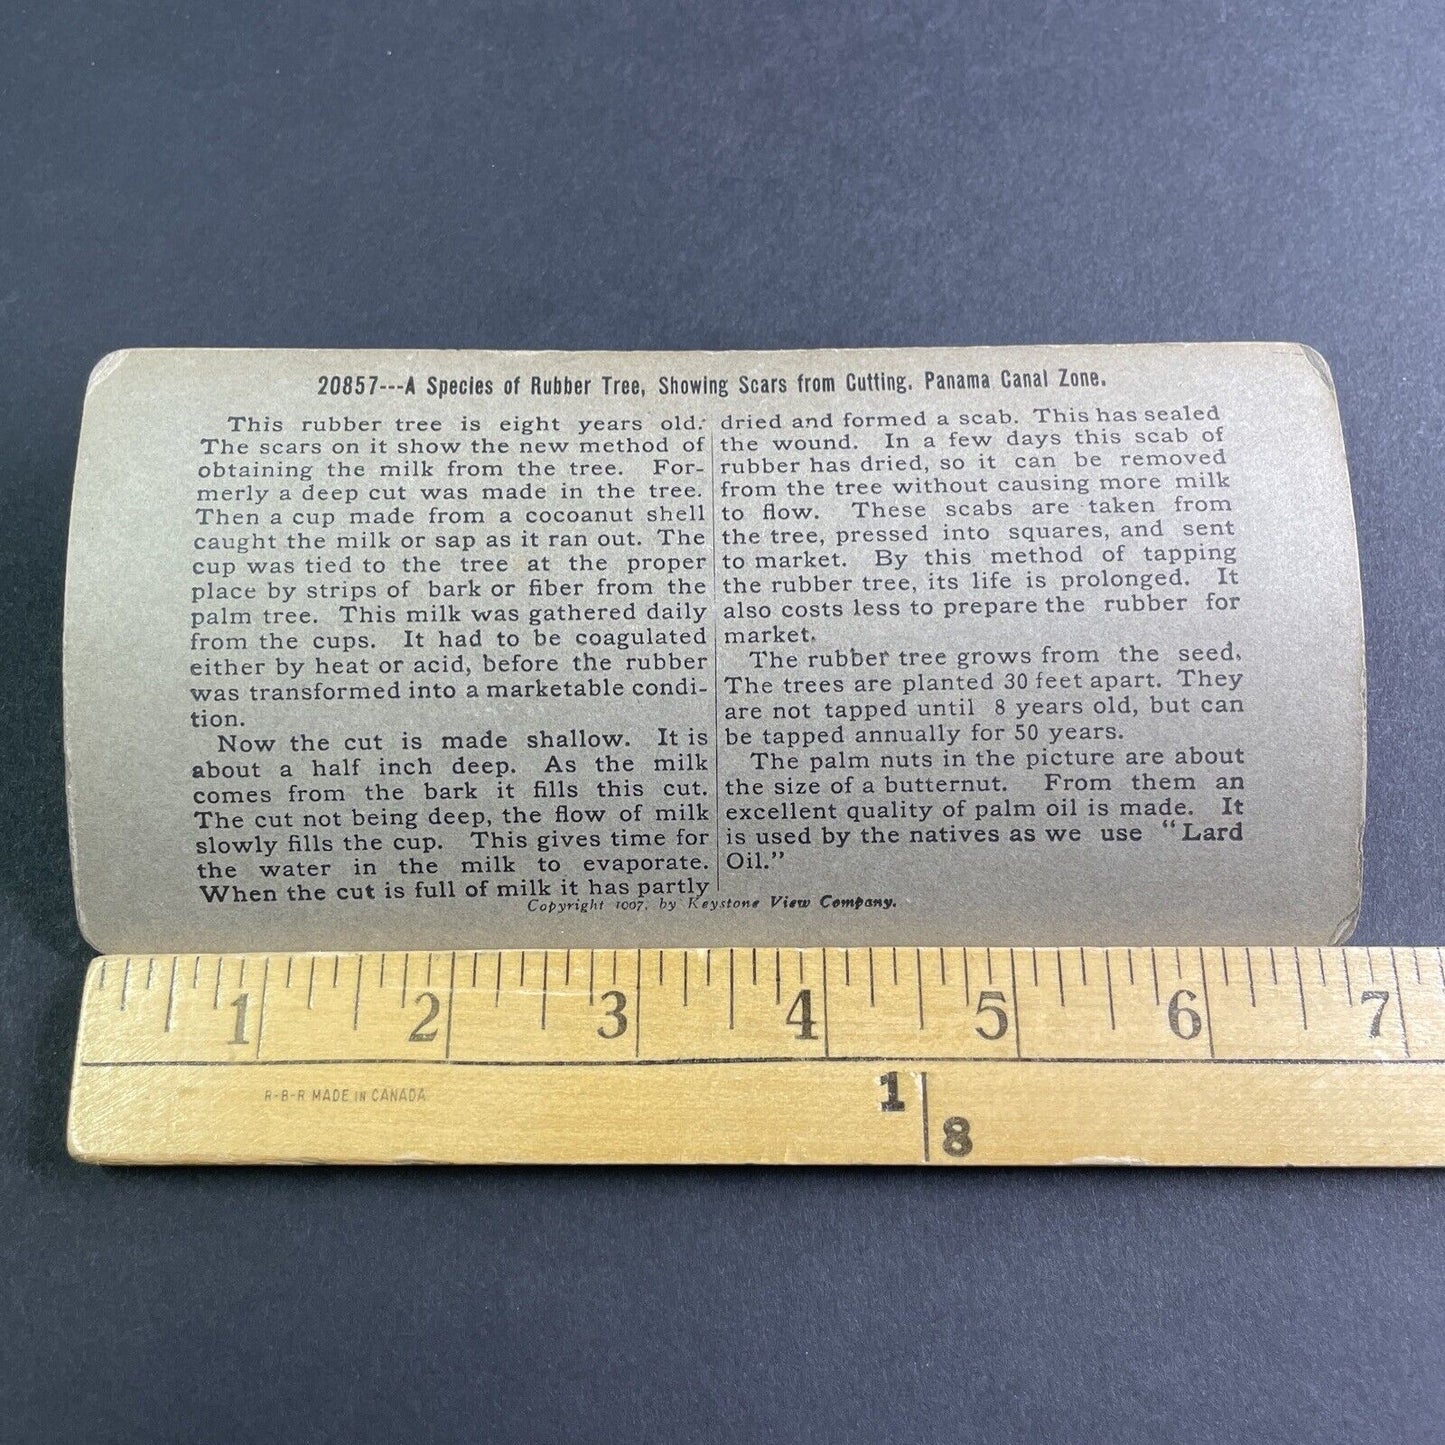 20857---A Species of Rubber Tree, Showing Scars from Cutting. Panama Canal Zone.
This rubber tree is eight years old.
The scars on it show the new method of
obtaining the milk from the tree. For-
merly a deep cut was made in the tree.
Then a cup made from a cocoanut shell
caught the milk or sap as it ran out. The
cup was tied to the tree at the proper
place by strips of bark or fiber from the
palm tree. This milk was gathered daily
from the cups. It had to be coagulated
either by heat or acid, before the rubber
was transformed into a marketable condi-
tion.
Now the cut is made shallow. It is
about a half inch deep. As the milk
comes from the bark it fills this cut.
The cut not being deep, the flow of milk
slowly fills the cup. This gives time for
the water in the milk to evaporate.
When the cut is full of milk it has partly
dried and formed a scab. This has sealed
the wound. In a few days this scab of
rubber has dried, so it can be removed
from the tree without causing more milk
to flow. These scabs are taken from
the tree, pressed into squares, and sent
to market. By this method of tapping
the rubber tree, its life is prolonged. It
also costs less to prepare the rubber for
market.
The rubber tree grows from the seed.
The trees are planted 30 feet apart. They
are not tapped until 8 years old, but can
be tapped annually for 50 years.
The palm nuts in the picture are about
the size of a butternut. From them an
excellent quality of palm oil is made. It
is used by the natives as we use "Lard
Oil."
Copyright 1907, by Keystone View Company.
1 2 3 4 5 6 7
R-B-R MADE IN CANADA
1
8